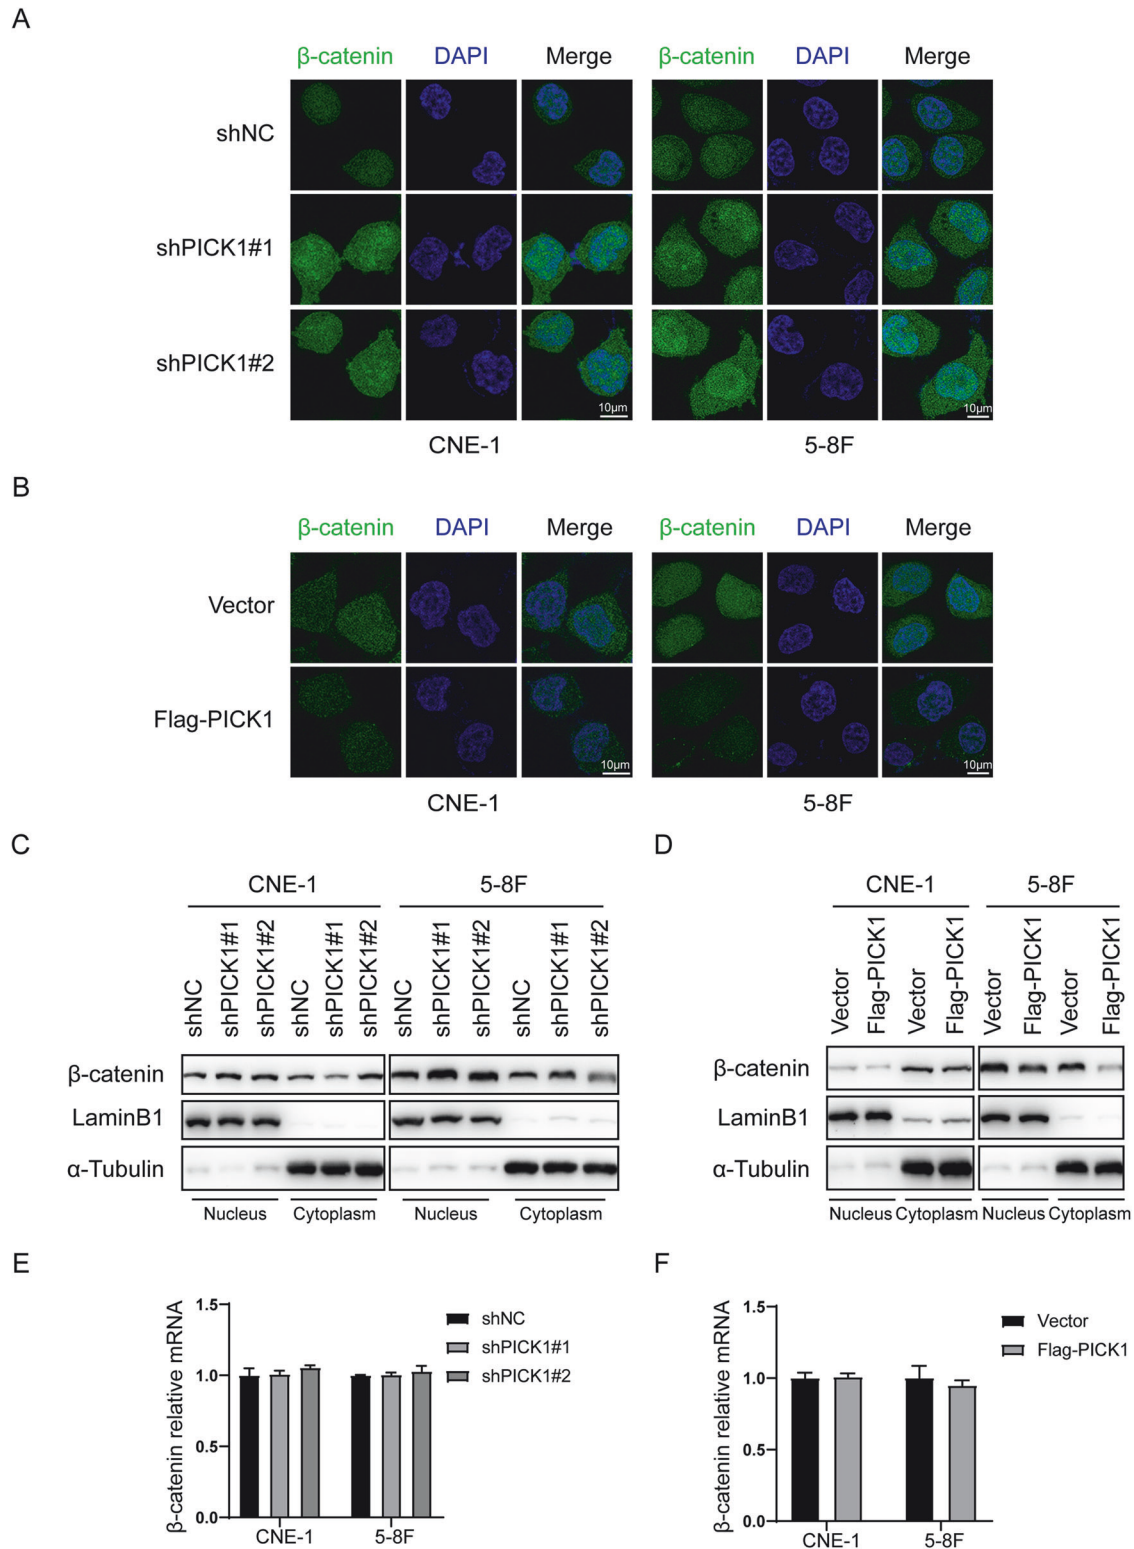 A
β-catenin DAPI Merge β-catenin DAPI Merge
shNC
shPICK1#1
shPICK1#2
10μm 10μm
CNE-1 5-8F
B
β-catenin DAPI Merge β-catenin DAPI Merge
Vector
Flag-PICK1
10μm 10μm
CNE-1 5-8F
C
CNE-1 5-8F
shNC shPICK1#1 shPICK1#2 shNC shPICK1#1 shPICK1#2 shNC shPICK1#1 shPICK1#2 shNC shPICK1#1 shPICK1#2
β-catenin
LaminB1
α-Tubulin
Nucleus Cytoplasm Nucleus Cytoplasm
D
CNE-1 5-8F
Vector Flag-PICK1 Vector Flag-PICK1 Vector Flag-PICK1 Vector Flag-PICK1
β-catenin
LaminB1
α-Tubulin
Nucleus Cytoplasm Nucleus Cytoplasm
E
β-catenin relative mRNA
1.5
1.0
0.5
0.0
CNE-1 5-8F
shNC
shPICK1#1
shPICK1#2
F
β-catenin relative mRNA
1.5
1.0
0.5
0.0
CNE-1 5-8F
Vector
Flag-PICK1